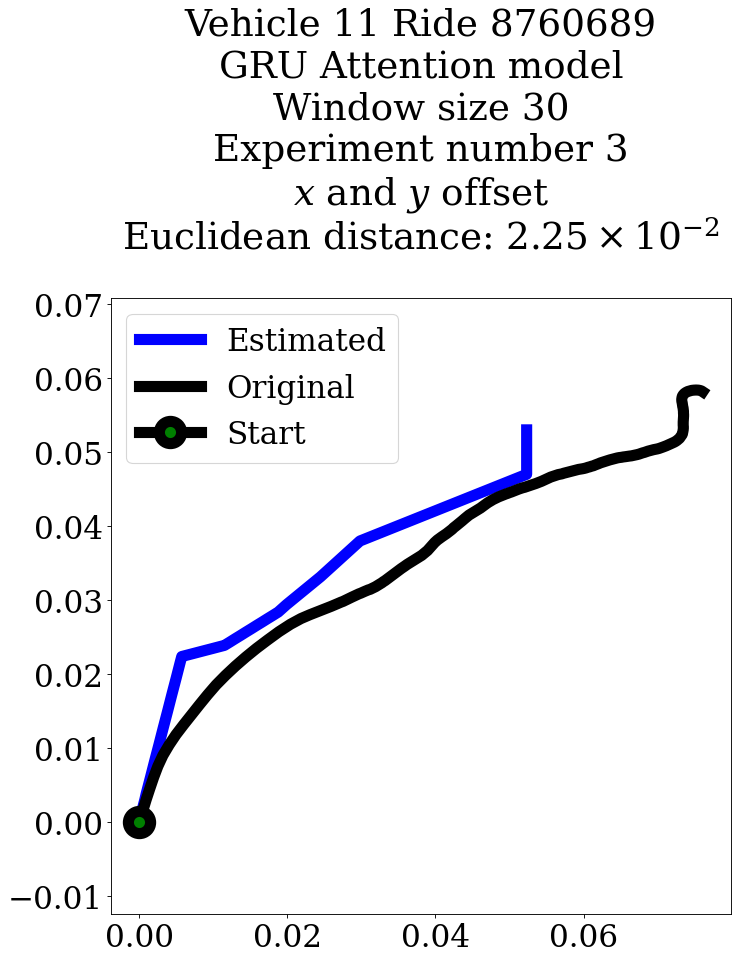 Vehicle 11 Ride 8760689
GRU Attention model
Window size 30
Experiment number 3
x and y offset
Euclidean distance: 2.25 × 10⁻²
0.07
0.06
0.05
0.04
0.03
0.02
0.01
0.00
−0.01
Estimated
Original
Start
0.00 0.02 0.04 0.06